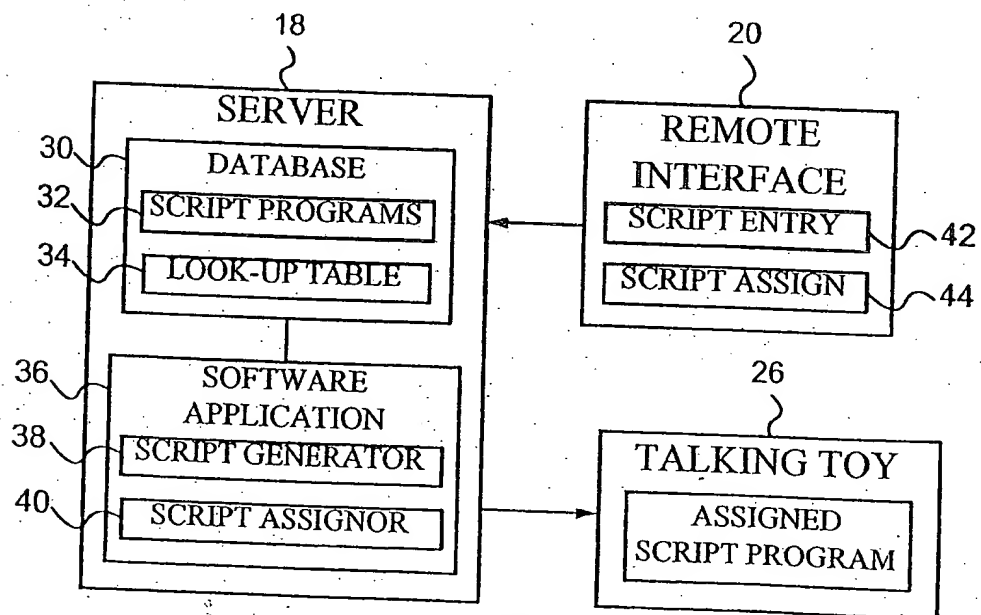 18
SERVER
30
DATABASE
32
SCRIPT PROGRAMS
34
LOOK-UP TABLE
36
SOFTWARE
APPLICATION
38
SCRIPT GENERATOR
40
SCRIPT ASSIGNOR
20
REMOTE
INTERFACE
SCRIPT ENTRY
42
SCRIPT ASSIGN
44
26
TALKING TOY
ASSIGNED
SCRIPT PROGRAM